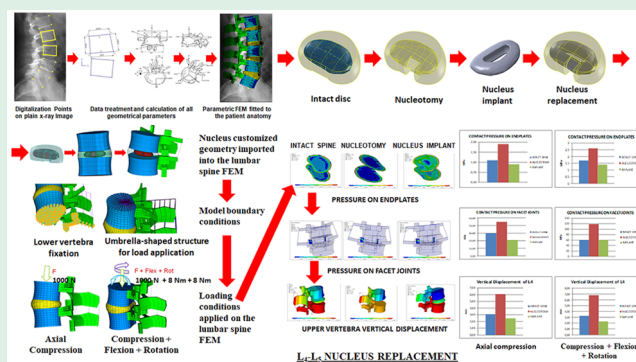 Digitalization Points
on plain x-ray Image
Data treatment and calculation of all
geometrical parameters
Parametric FEM fitted to
the patient anatomy
Intact disc
Nucleotomy
Nucleus
implant
Nucleus
replacement
Nucleus customized
geometry imported
into the lumbar
spine FEM
Model boundary
conditions
Loading
conditions
applied on the
lumbar spine
FEM
Lower vertebra
fixation
Umbrella-shaped structure
for load application
F
1000 N
F + Flex + Rot
1000 N + 8 Nm + 8 Nm
Axial
Compression
Compression +
Flexion + Rotation
INTACT SPINE
NUCLEOTOMY
NUCLEUS IMPLANT
PRESSURE ON ENDPLATES
PRESSURE ON FACET JOINTS
UPPER VERTEBRA VERTICAL DISPLACEMENT
CONTACT PRESSURE ON ENDPLATES
CONTACT PRESSURE ON ENDPLATES
CONTACT PRESSURE ON FACET JOINTS
CONTACT PRESSURE ON FACET JOINTS
Vertical Displacement of L4
Vertical Displacement of L4
Axial compression
Compression + Flexion
+ Rotation
L4-L5 NUCLEUS REPLACEMENT